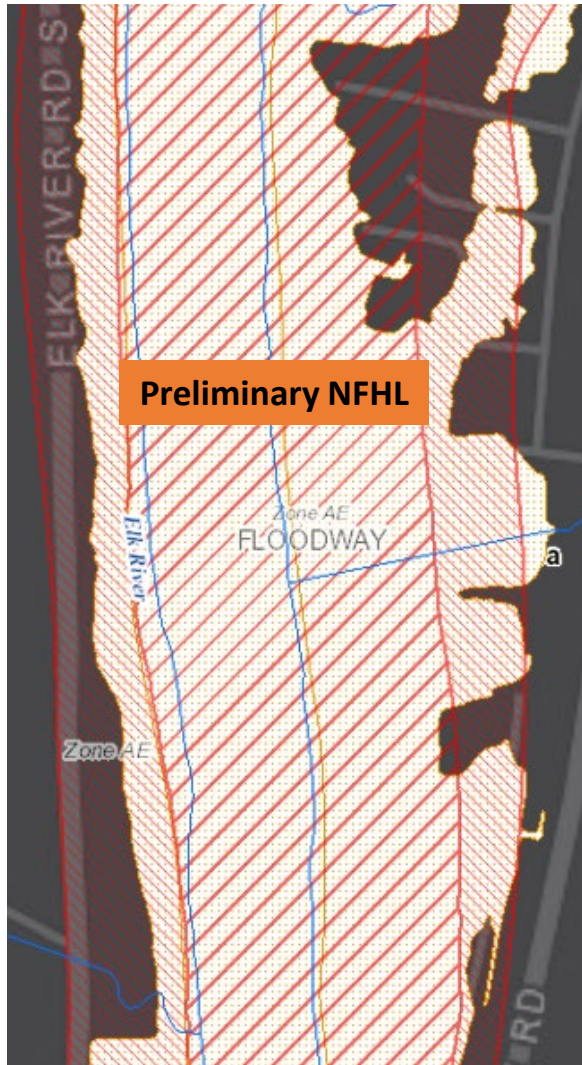 ELK RIVER RD S
Preliminary NFHL
Elk River
Zone AE
FLOODWAY
a
Zone AE
RD